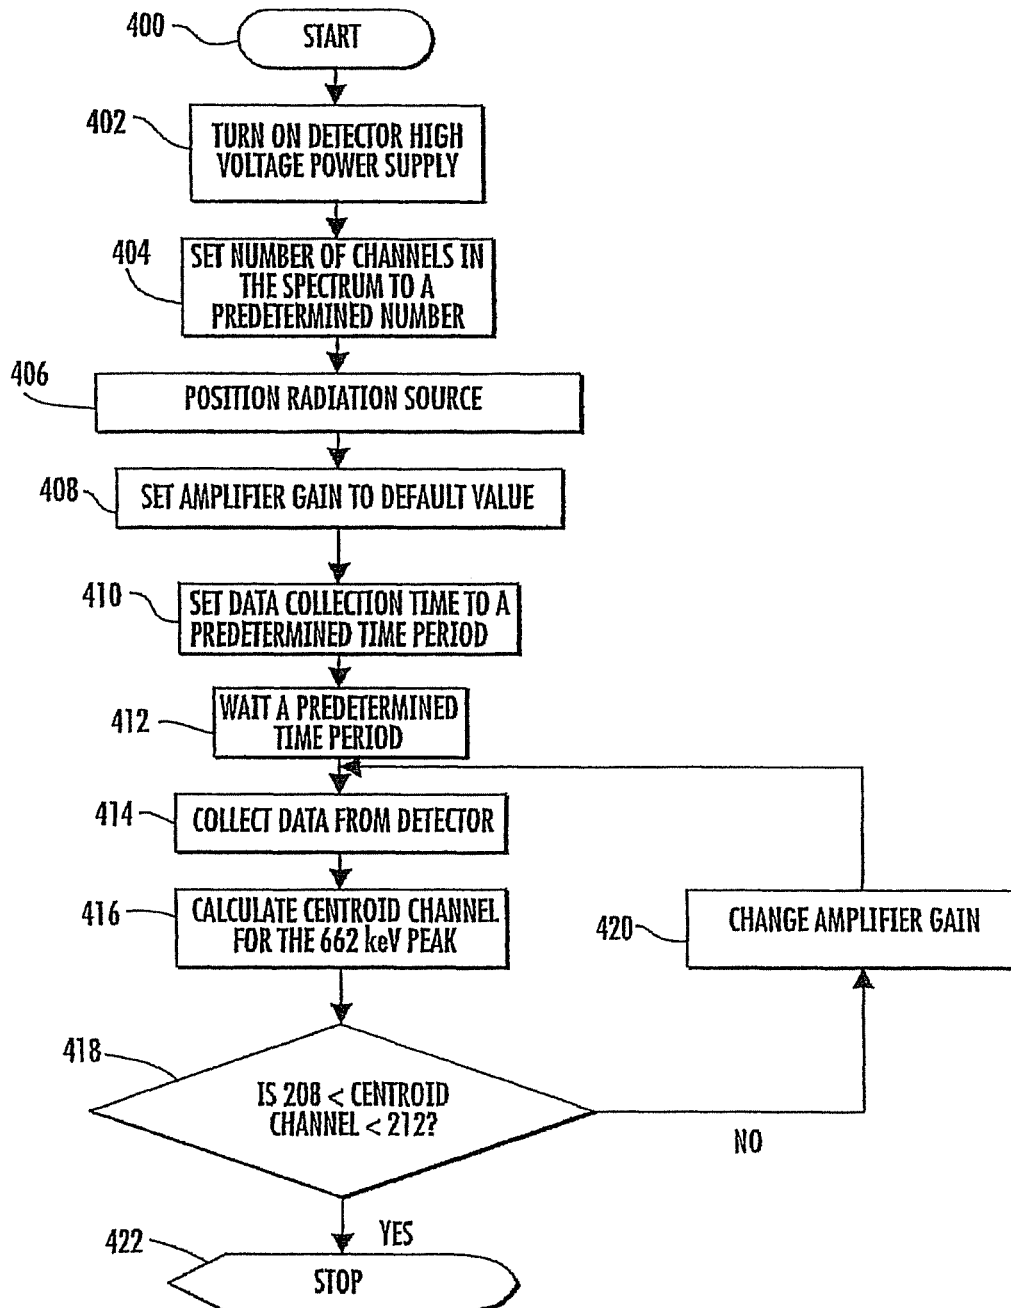 400
START
402
TURN ON DETECTOR HIGH
VOLTAGE POWER SUPPLY
404
SET NUMBER OF CHANNELS IN
THE SPECTRUM TO A
PREDETERMINED NUMBER
406
POSITION RADIATION SOURCE
408
SET AMPLIFIER GAIN TO DEFAULT VALUE
410
SET DATA COLLECTION TIME TO A
PREDETERMINED TIME PERIOD
412
WAIT A PREDETERMINED
TIME PERIOD
414
COLLECT DATA FROM DETECTOR
416
CALCULATE CENTROID CHANNEL
FOR THE 662 keV PEAK
420
CHANGE AMPLIFIER GAIN
418
IS 208 < CENTROID
CHANNEL < 212?
NO
YES
422
STOP